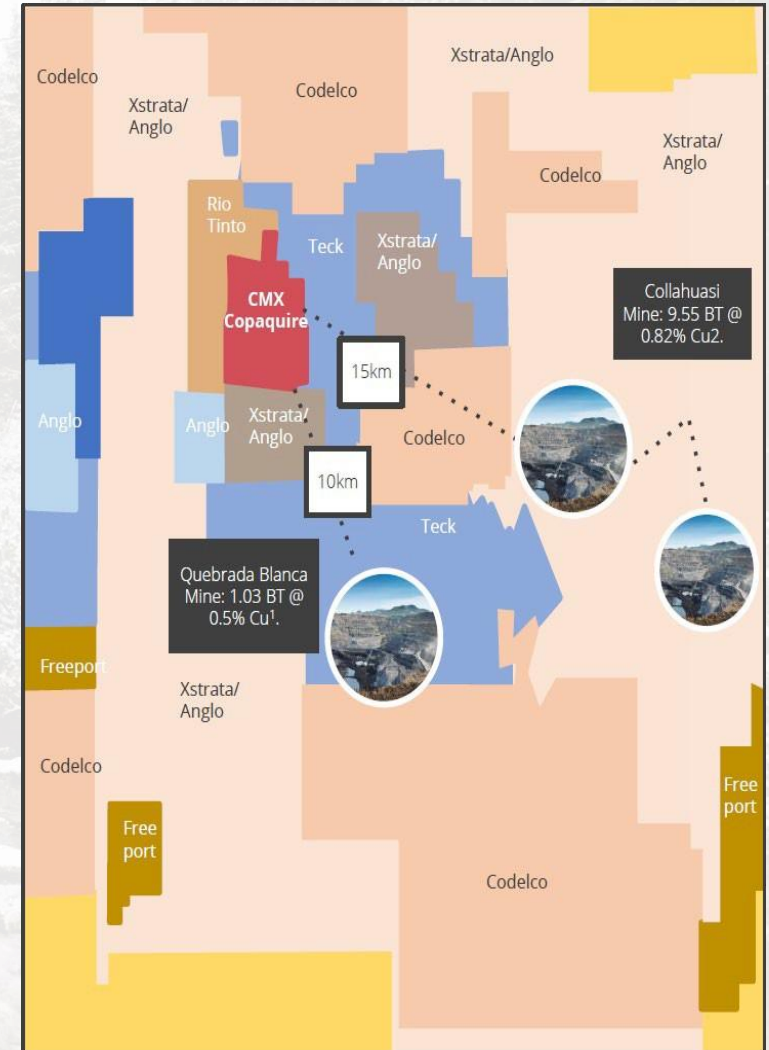 Codelco
Xstrata/
Anglo
Codelco
Xstrata/Anglo
Xstrata/
Anglo
Codelco
Rio
Tinto
Teck
Xstrata/
Anglo
CMX
Copaquire
Collahuasi
Mine: 9.55 BT @
0.82% Cu2.
15km
Anglo
Anglo
Xstrata/
Anglo
Codelco
10km
Teck
Quebrada Blanca
Mine: 1.03 BT @
0.5% Cu¹.
Freeport
Xstrata/
Anglo
Codelco
Free
port
Free
port
Codelco